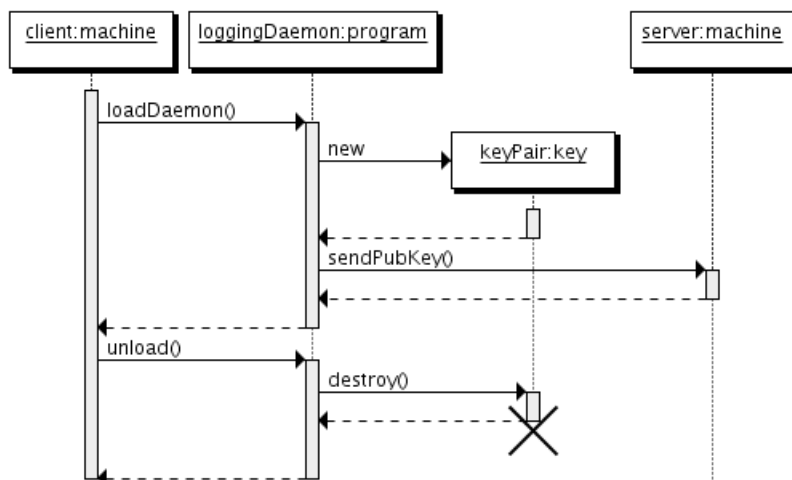 client:machine
loggingDaemon:program
server:machine
loadDaemon()
new
keyPair:key
sendPubKey()
unload()
destroy()